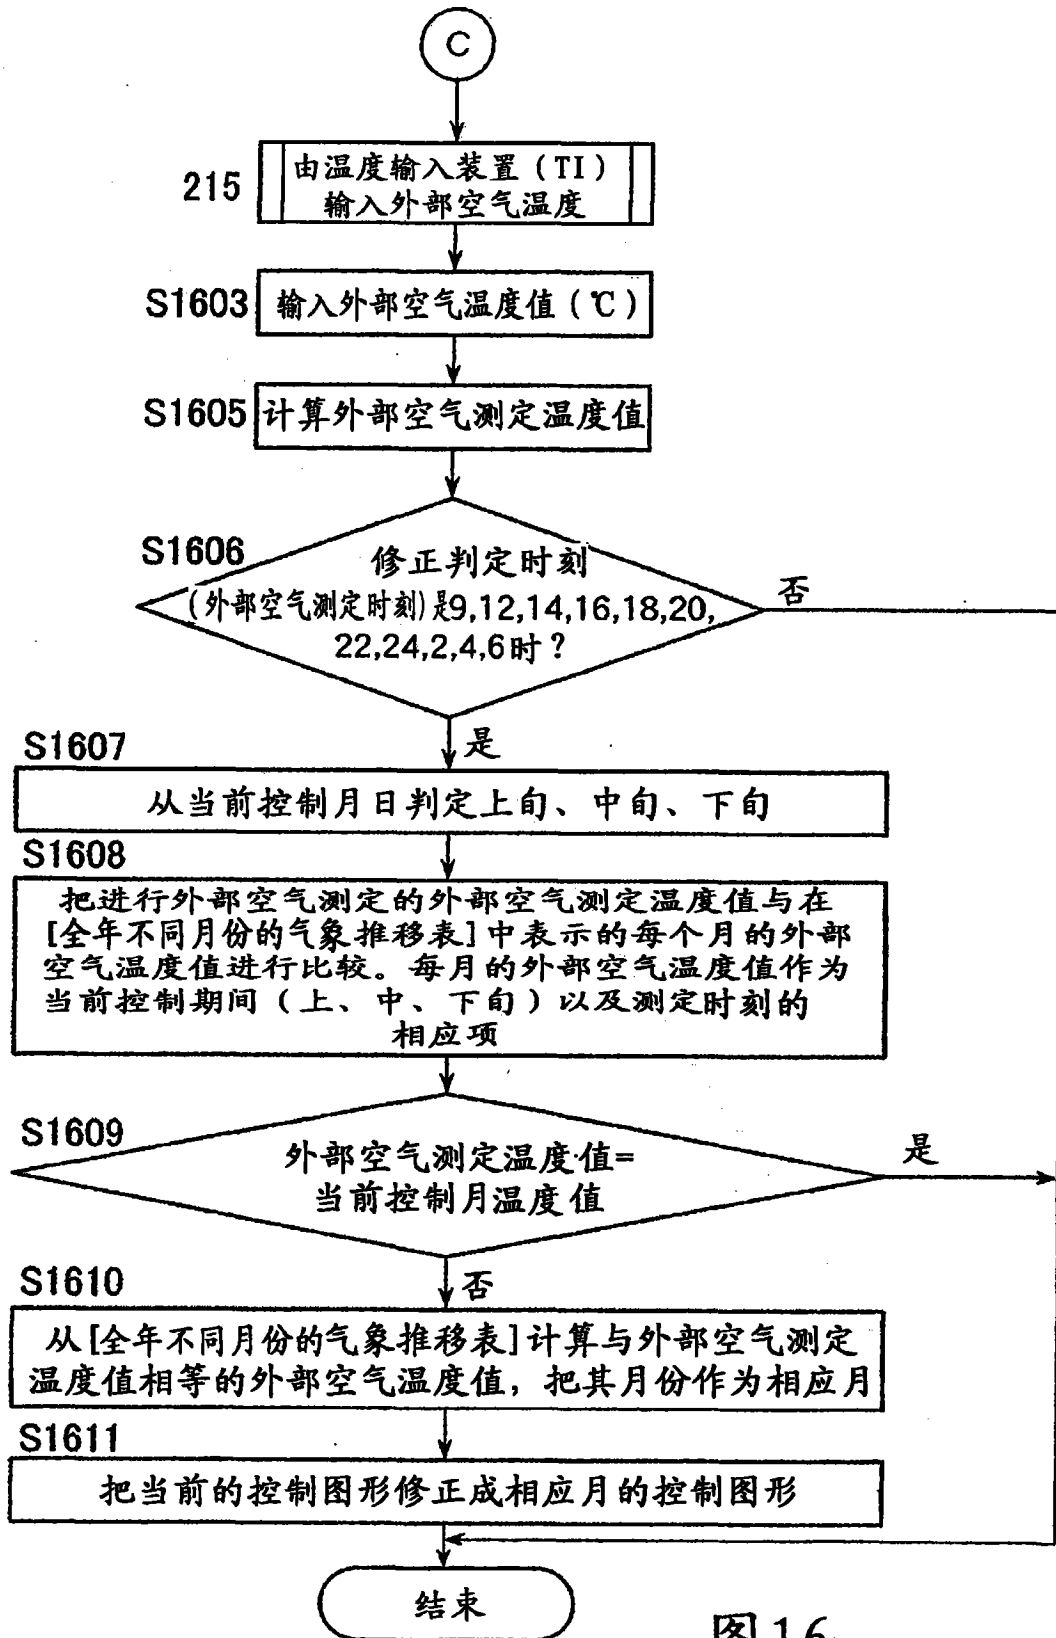 C
215
由温度输入装置（TI）
输入外部空气温度
S1603
输入外部空气温度值（℃）
S1605
计算外部空气测定温度值
S1606
修正判定时刻
(外部空气测定时刻)是9,12,14,16,18,20,
22,24,2,4,6时？
否
是
S1607
从当前控制月日判定上旬、中旬、下旬
S1608
把进行外部空气测定的外部空气测定温度值与在
[全年不同月份的气象推移表]中表示的每个月的外部
空气温度值进行比较。每月的外部空气温度值作为
当前控制期间（上、中、下旬）以及测定时刻的
相应项
S1609
外部空气测定温度值=
当前控制月温度值
是
否
S1610
从[全年不同月份的气象推移表]计算与外部空气测定
温度值相等的外部空气温度值，把其月份作为相应月
S1611
把当前的控制图形修正成相应月的控制图形
结束
图16